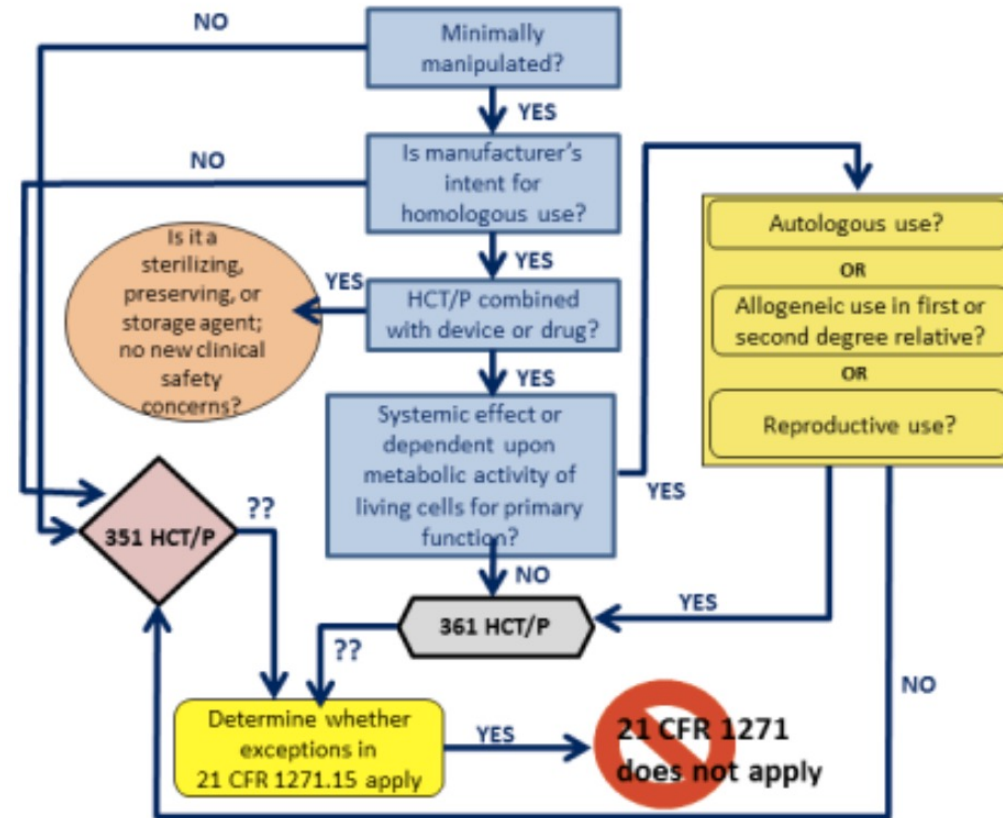 NO
Minimally
manipulated?
YES
NO
Is manufacturer's
intent for
homologous use?
YES
Is it a
sterilizing,
preserving, or
storage agent;
no new clinical
safety
concerns?
YES
HCT/P combined
with device or drug?
YES
Systemic effect or
dependent upon
metabolic activity of
living cells for primary
function?
YES
NO
Autologous use?
OR
Allogeneic use in first or
second degree relative?
OR
Reproductive use?
351 HCT/P
??
361 HCT/P
??
YES
NO
Determine whether
exceptions in
21 CFR 1271.15 apply
YES
21 CFR 1271
does not apply